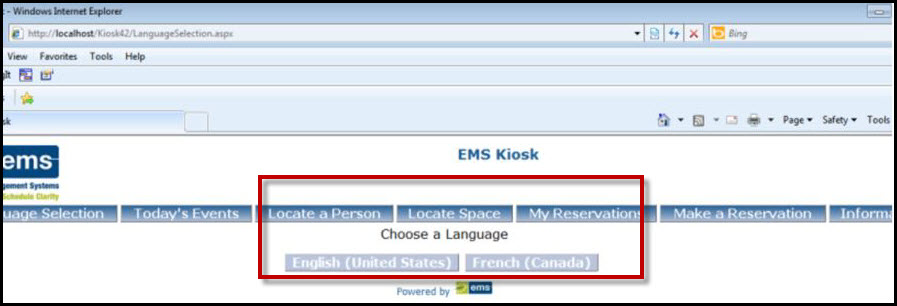 - Windows Internet Explorer
http://localhost/Kiosk42/LanguageSelection.aspx
Bing
View Favorites Tools Help
Page Safety Tools
EMS Kiosk
ems
gement Systems
Schedule Clarity
uage Selection Today's Events Locate a Person Locate Space My Reservations Make a Reservation Informa
Choose a Language
English (United States) French (Canada)
Powered by ems